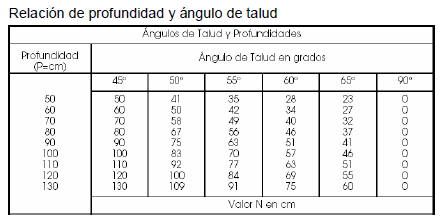 Relación de profundidad y ángulo de talud
Ángulos de Talud y Profundidades
Profundidad (P=cm) Ángulo de Talud en grados
45° 50° 55° 60° 65° 90°
50 50 41 35 28 23 0
60 60 50 42 34 27 0
70 70 58 49 40 32 0
80 80 67 56 46 37 0
90 90 75 63 51 41 0
100 100 83 70 57 46 0
110 110 92 77 63 51 0
120 120 100 84 69 55 0
130 130 109 91 75 60 0
Valor N en cm